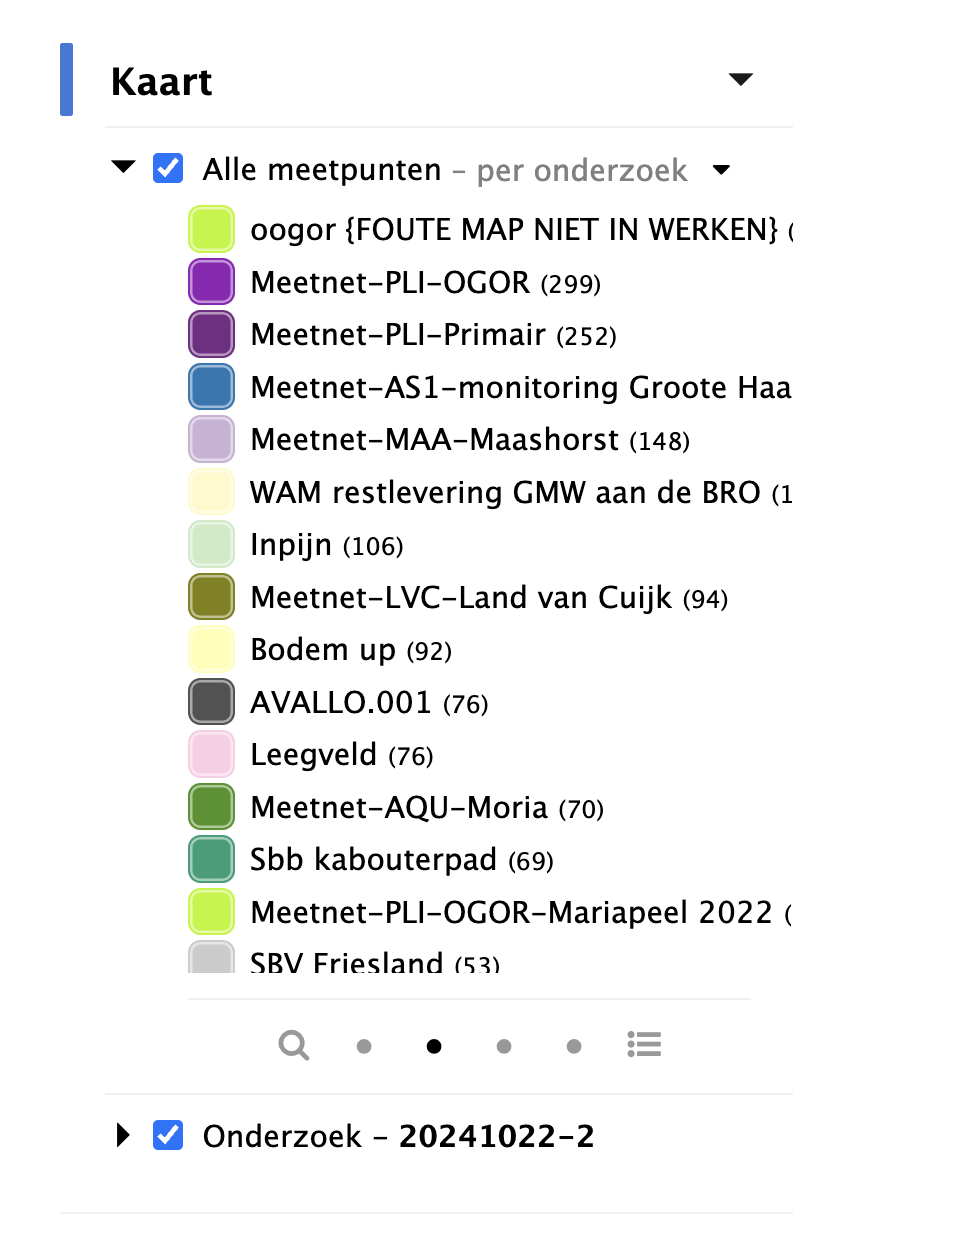 Kaart
Alle meetpunten - per onderzoek
oogor {FOUTE MAP NIET IN WERKEN} (
Meetnet-PLI-OGOR (299)
Meetnet-PLI-Primair (252)
Meetnet-AS1-monitoring Groote Haa
Meetnet-MAA-Maashorst (148)
WAM restlevering GMW aan de BRO (1
Inpijn (106)
Meetnet-LVC-Land van Cuijk (94)
Bodem up (92)
AVALLO.001 (76)
Leegveld (76)
Meetnet-AQU-Moria (70)
Sbb kabouterpad (69)
Meetnet-PLI-OGOR-Mariapeel 2022 (
SBV Friesland (53)
Onderzoek - 20241022-2